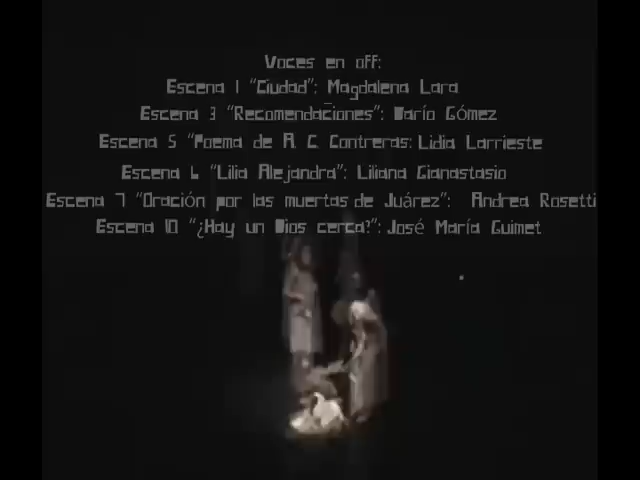 Voces en off:
Escena 1 "Ciudad": Magdalena Lara
Escena 3 "Recomendaciones": Darío Gómez
Escena 5 "Poema de A. C. Contreras: Lidia Larrieste
Escena 6 "Lilia Alejandra": Liliana Gianastasio
Escena 7 "Oración por las muertas de Juárez": Andrea Rosetti
Escena 10 "¿Hay un Dios cerca?": José María Guimet